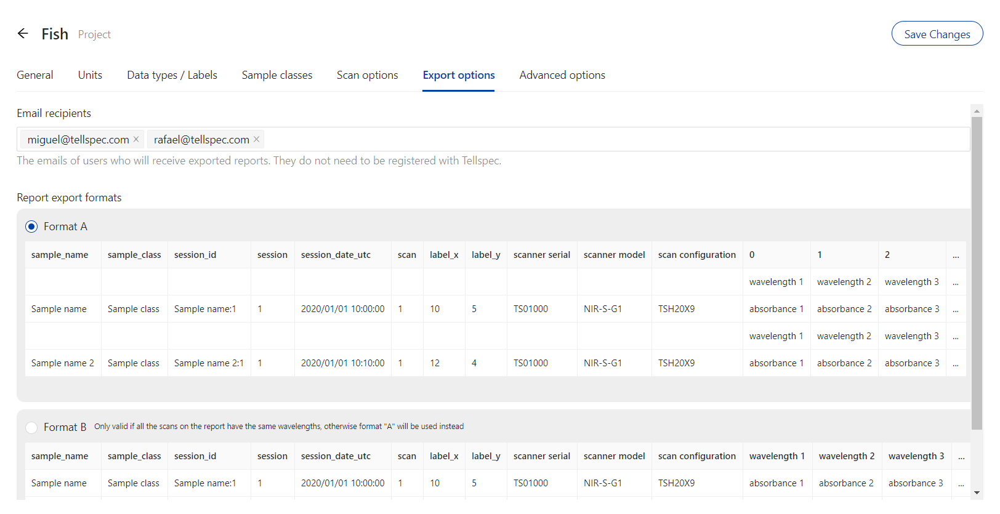 Fish Project
Save Changes
General Units Data types / Labels Sample classes Scan options Export options Advanced options
Email recipients
miguel@tellspec.com × rafael@tellspec.com ×
The emails of users who will receive exported reports. They do not need to be registered with Tellspec.
Report export formats
Format A
sample_name sample_class session_id session session_date_utc scan label_x label_y scanner serial scanner model scan configuration 0 1 2 ...
wavelength 1 wavelength 2 wavelength 3 ...
Sample name Sample class Sample name:1 1 2020/01/01 10:00:00 1 10 5 TS01000 NIR-S-G1 TSH20X9 absorbance 1 absorbance 2 absorbance 3 ...
wavelength 1 wavelength 2 wavelength 3 ...
Sample name 2 Sample class Sample name 2:1 1 2020/01/01 10:10:00 1 12 4 TS01000 NIR-S-G1 TSH20X9 absorbance 1 absorbance 2 absorbance 3 ...
Format B Only valid if all the scans on the report have the same wavelengths, otherwise format "A" will be used instead
sample_name sample_class session_id session session_date_utc scan label_x label_y scanner serial scanner model scan configuration wavelength 1 wavelength 2 wavelength 3 ...
Sample name Sample class Sample name:1 1 2020/01/01 10:00:00 1 10 5 TS01000 NIR-S-G1 TSH20X9 absorbance 1 absorbance 2 absorbance 3 ...